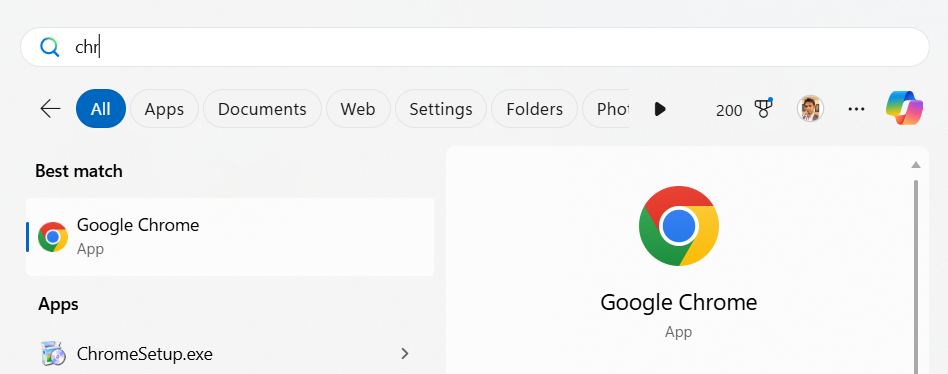 chr
All Apps Documents Web Settings Folders Phot 200
Best match
Google Chrome
App
Apps
ChromeSetup.exe
Google Chrome
App